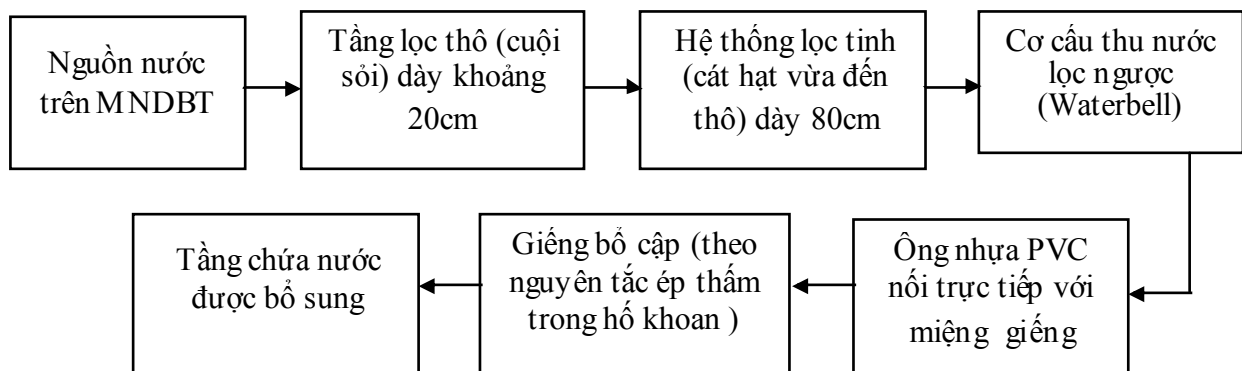 Nguồn nước
trên MNDBT
Tầng lọc thô (cuội
sỏi) dày khoảng
20cm
Hệ thống lọc tinh
(cát hạt vừa đến
thô) dày 80cm
Cơ cấu thu nước
lọc ngược
(Waterbell)
Ông nhựa PVC
nối trực tiếp với
miệng giếng
Giếng bổ cập (theo
nguyên tắc ép thấm
trong hố khoan )
Tầng chứa nước
được bổ sung